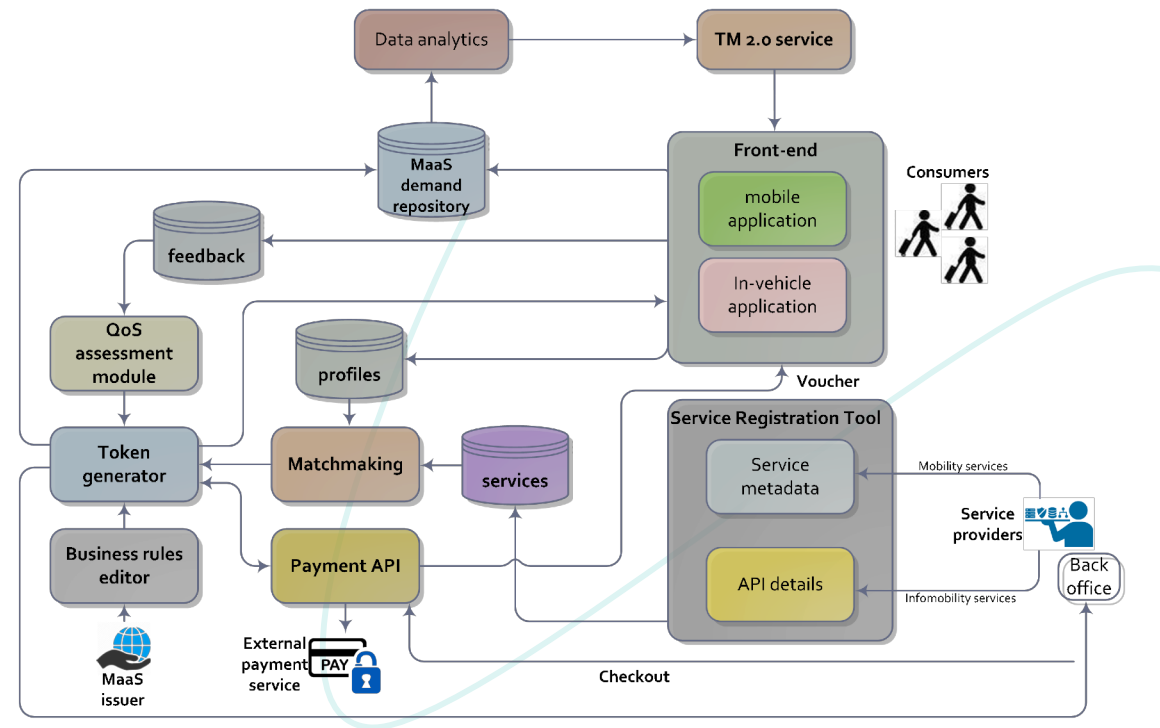 Data analytics
TM 2.0 service
MaaS
demand
repository
Front-end
mobile
application
In-vehicle
application
Consumers
feedback
QoS
assessment
module
profiles
Voucher
Service Registration Tool
Token
generator
Matchmaking
services
Service
metadata
Mobility services
Service
providers
Business rules
editor
Payment API
API details
Infomobility services
Back
office
MaaS
issuer
External
payment
service
PAY
Checkout